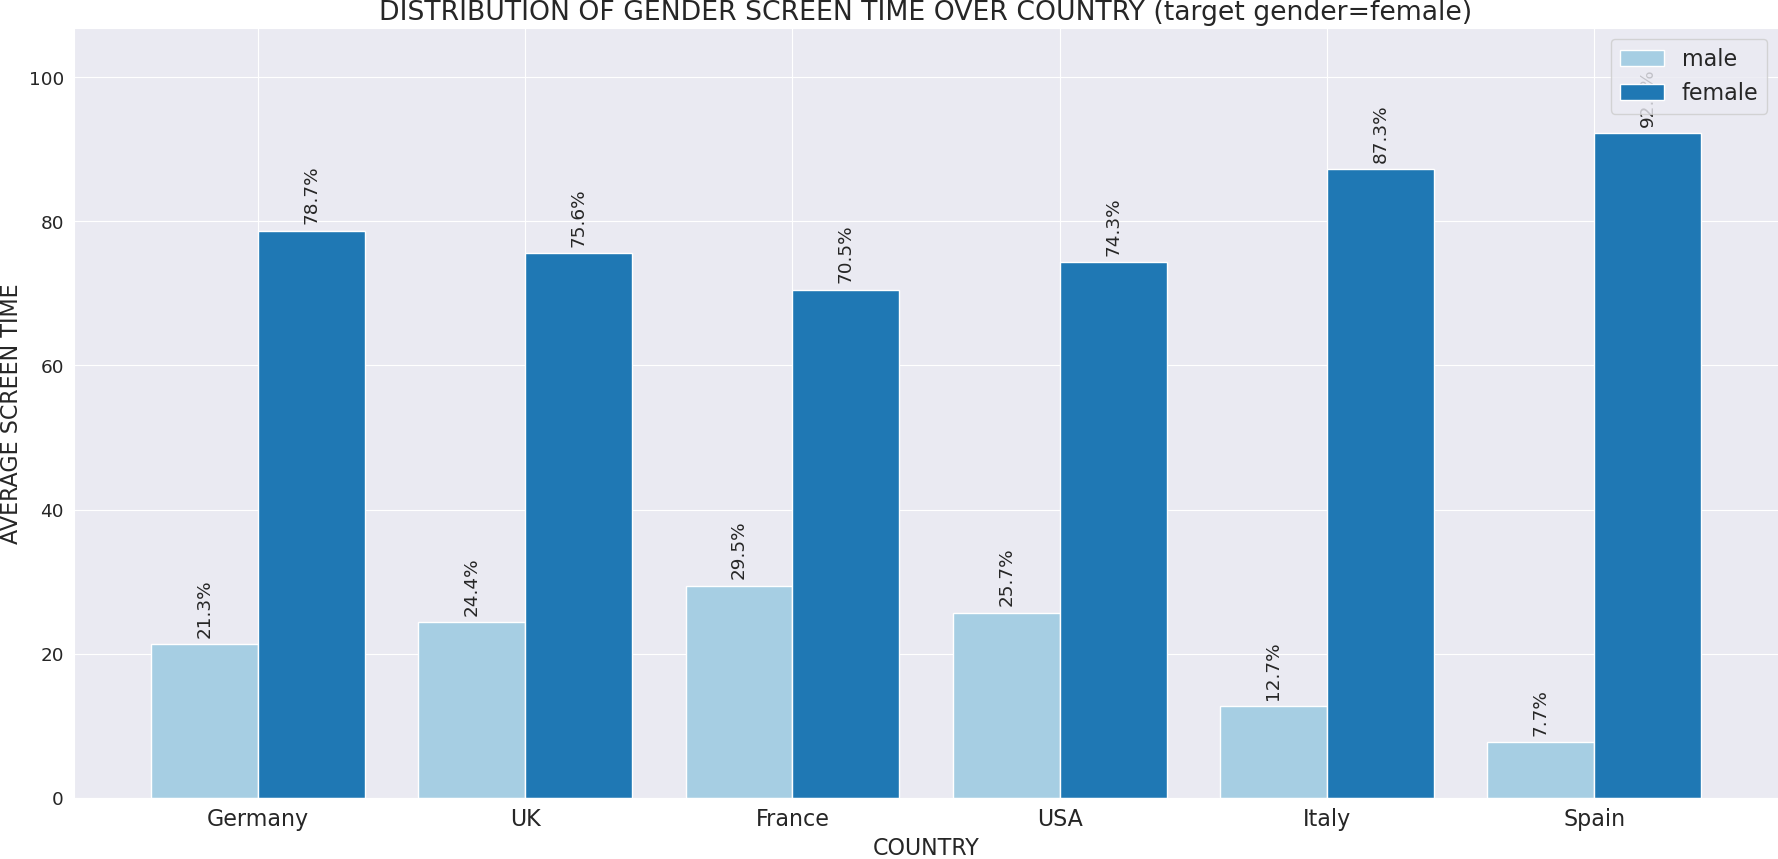 DISTRIBUTION OF GENDER SCREEN TIME OVER COUNTRY (target gender=female)
male
female
AVERAGE SCREEN TIME
100
80
60
40
20
0
21.3%
78.7%
24.4%
75.6%
29.5%
70.5%
25.7%
74.3%
12.7%
87.3%
7.7%
Germany
UK
France
USA
Italy
Spain
COUNTRY